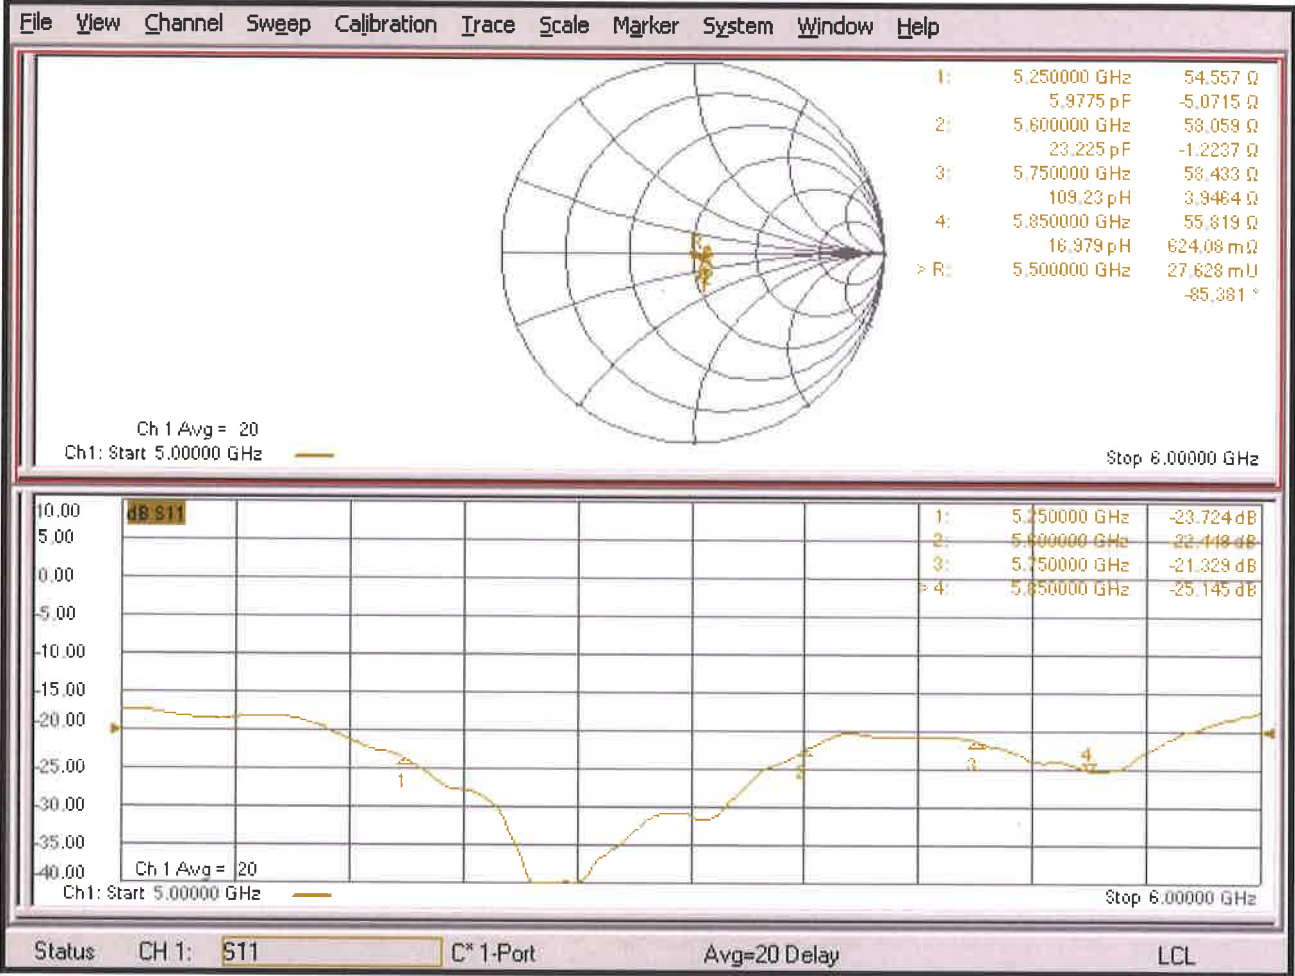 File View Channel Sweep Calibration Trace Scale Marker System Window Help
1: 5.250000 GHz 54.557 Ω
5.9775 pF -5.0715 Ω
2: 5.600000 GHz 58.059 Ω
23.225 pF -1.2237 Ω
3: 5.750000 GHz 58.433 Ω
109.23 pH 3.9464 Ω
4: 5.850000 GHz 55.819 Ω
16.979 pH 624.08 mΩ
> R: 5.500000 GHz 27.628 mU
-85.381 °
Ch 1 Avg = 20
Ch1: Start 5.00000 GHz
Stop 6.00000 GHz
10.00
5.00
0.00
-5.00
-10.00
-15.00
-20.00
-25.00
-30.00
-35.00
-40.00
dB S11
1: 5.250000 GHz -23.724 dB
2: 5.600000 GHz -22.448 dB
3: 5.750000 GHz -21.329 dB
> 4: 5.850000 GHz -25.145 dB
1
2
3
4
Ch 1 Avg = 20
Ch1: Start 5.00000 GHz
Stop 6.00000 GHz
Status CH 1: S11 C* 1-Port Avg=20 Delay LCL